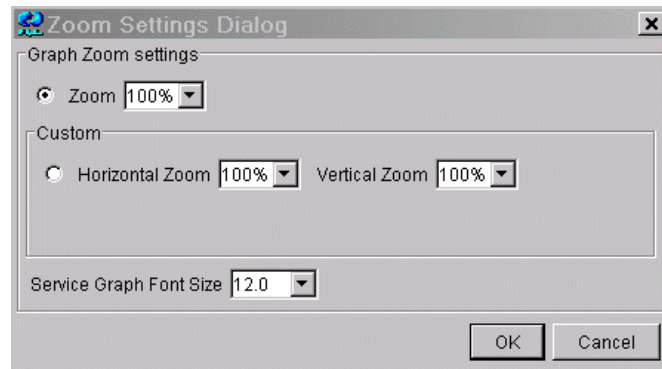 Zoom Settings Dialog
Graph Zoom settings
Zoom 100%
Custom
Horizontal Zoom 100% Vertical Zoom 100%
Service Graph Font Size 12.0
OK Cancel